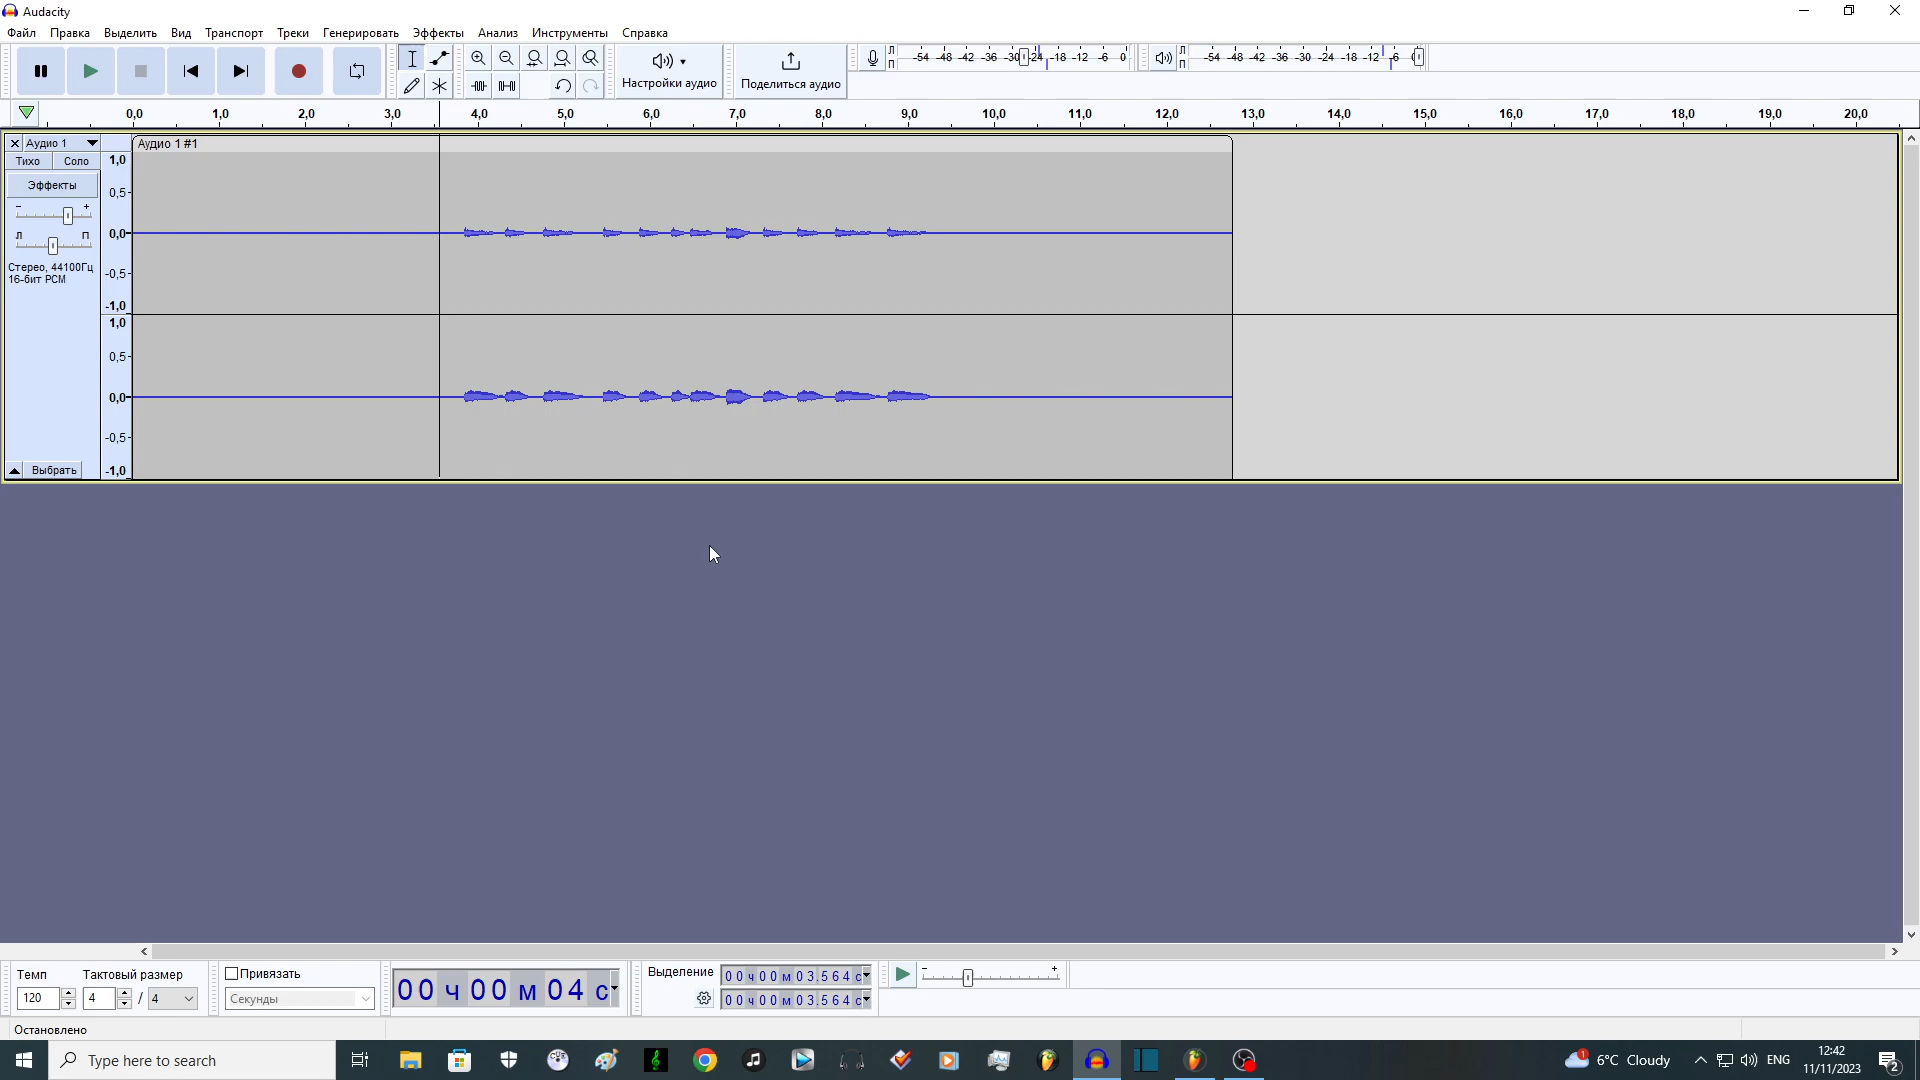 Audacity
Файл Правка Выделить Вид Транспорт Треки Генерировать Эффекты Анализ Инструменты Справка
Настройки аудио
Поделиться аудио
Л
П
-54 -48 -42 -36 -30 -24 -18 -12 -6 0
Л
П
-54 -48 -42 -36 -30 -24 -18 -12 -6
0,0 1,0 2,0 3,0 4,0 5,0 6,0 7,0 8,0 9,0 10,0 11,0 12,0 13,0 14,0 15,0 16,0 17,0 18,0 19,0 20,0
Аудио 1
Аудио 1 #1
Тихо Соло
Эффекты
- +
Л П
Стерео, 44100Гц
16-бит PCM
Выбрать
1,0
0,5
0,0
-0,5
-1,0
1,0
0,5
0,0
-0,5
-1,0
Темп
120
Тактовый размер
4 / 4
Привязать
Секунды
00 ч 00 м 04 с
Выделение
00 ч 00 м 03.564 с
00 ч 00 м 03.564 с
- +
Остановлено
Type here to search
1
6°C Cloudy
ENG
12:42
11/11/2023
2